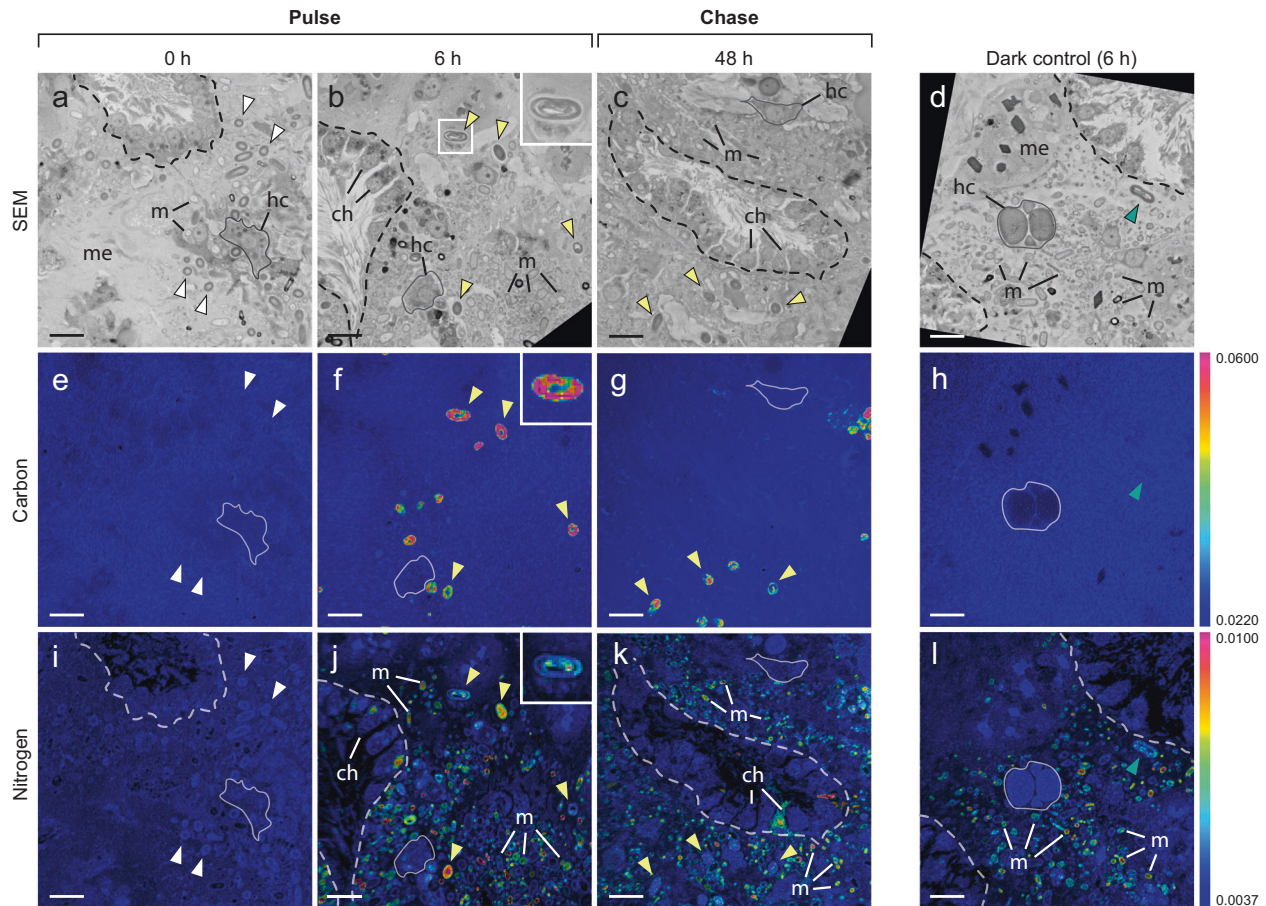 Pulse Chase
0 h 6 h 48 h Dark control (6 h)
SEM
a b c d
hc
m
me
hc
ch
hc
m
m
ch
me
hc
m
m
Carbon
e f g h
0.0600
0.0220
Nitrogen
i j k l
0.0100
m
ch
m
m
ch
m
m
m
0.0037